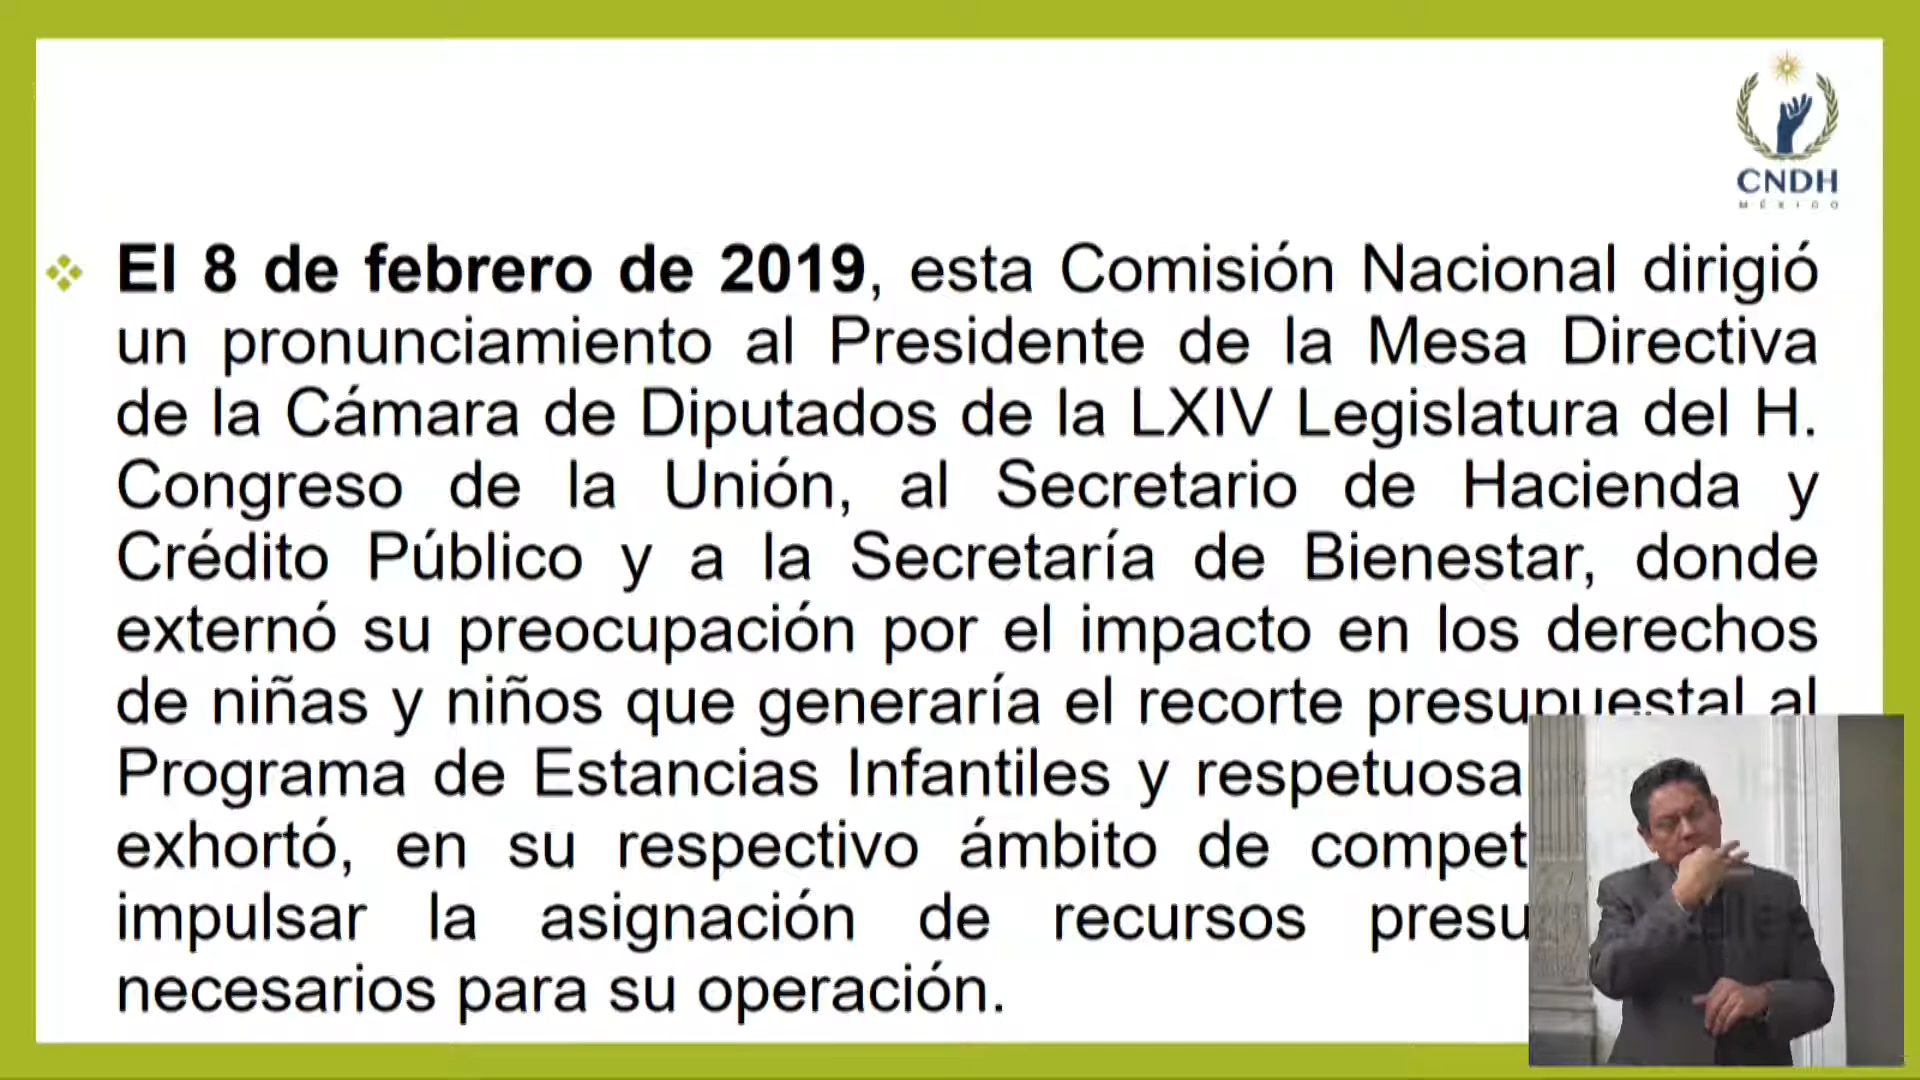 CNDH
MÉXICO
El 8 de febrero de 2019, esta Comisión Nacional dirigió
un pronunciamiento al Presidente de la Mesa Directiva
de la Cámara de Diputados de la LXIV Legislatura del H.
Congreso de la Unión, al Secretario de Hacienda y
Crédito Público y a la Secretaría de Bienestar, donde
externó su preocupación por el impacto en los derechos
de niñas y niños que generaría el recorte presupuestal al
Programa de Estancias Infantiles y
exhortó, en su respectivo ámbito de
impulsar la asignación de recursos
necesarios para su operación.